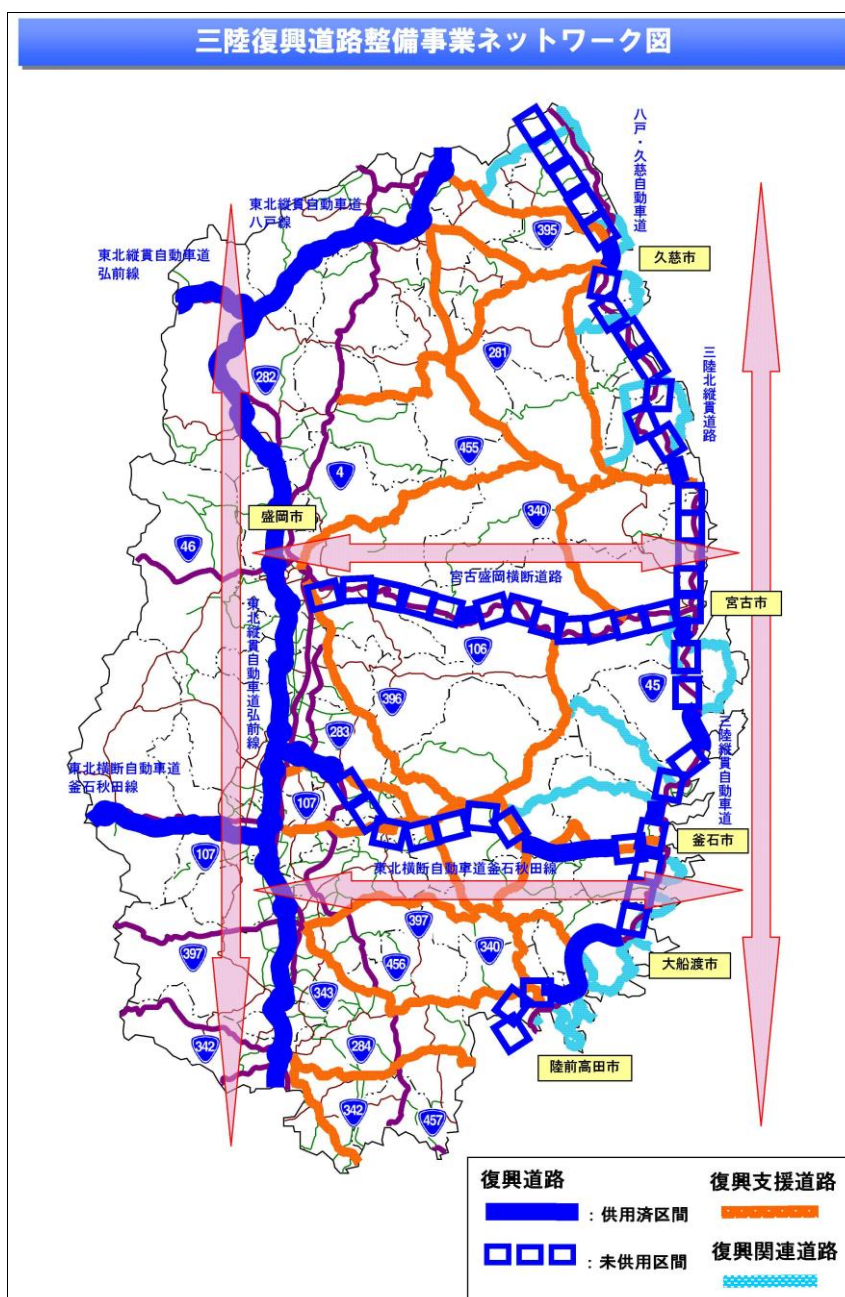 三陸復興道路整備事業ネットワーク図
八戸・久慈自動車道
東北縦貫自動車道
八戸線
395
東北縦貫自動車道
弘前線
久慈市
281
282
三陸北縦貫道路
455
4
340
盛岡市
46
宮古盛岡横断道路
宮古市
東北縦貫自動車道弘前線
106
45
396
283
三陸縦貫自動車道
東北横断自動車道
釜石秋田線
107
釜石市
107
東北横断自動車道釜石秋田線
397
397
340
456
大船渡市
343
342
284
陸前高田市
342
457
復興道路
:供用済区間
:未供用区間
復興支援道路
復興関連道路